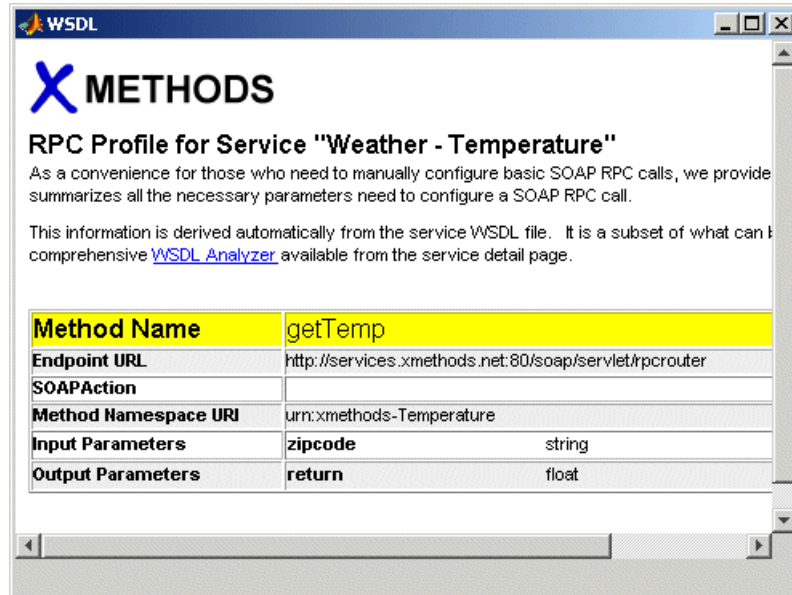 WSDL
X METHODS
RPC Profile for Service "Weather - Temperature"
As a convenience for those who need to manually configure basic SOAP RPC calls, we provide
summarizes all the necessary parameters need to configure a SOAP RPC call.
This information is derived automatically from the service WSDL file. It is a subset of what can
comprehensive WSDL Analyzer available from the service detail page.
Method Name getTemp
Endpoint URL http://services.xmethods.net:80/soap/servlet/rpcrouter
SOAPAction
Method Namespace URI urn:xmethods-Temperature
Input Parameters zipcode string
Output Parameters return float